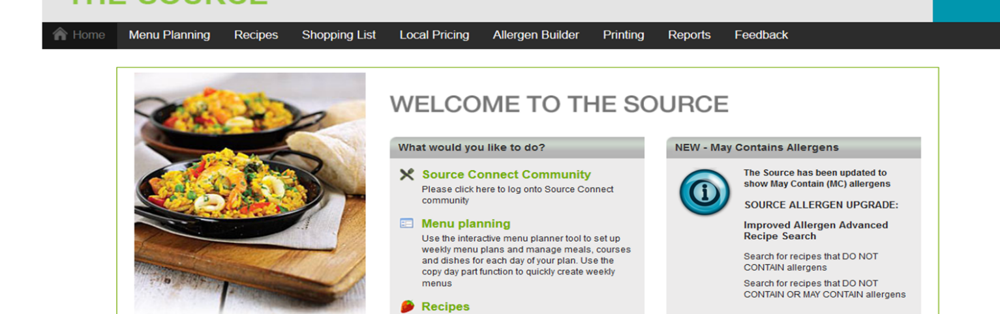 THE SOURCE
Home Menu Planning Recipes Shopping List Local Pricing Allergen Builder Printing Reports Feedback
WELCOME TO THE SOURCE
What would you like to do?
Source Connect Community
Please click here to log onto Source Connect
community
Menu planning
Use the interactive menu planner tool to set up
weekly menu plans and manage meals, courses
and dishes for each day of your plan. Use the
copy day part function to quickly create weekly
menus
Recipes
NEW - May Contains Allergens
The Source has been updated to
show May Contain (MC) allergens
SOURCE ALLERGEN UPGRADE:
Improved Allergen Advanced
Recipe Search
Search for recipes that DO NOT
CONTAIN allergens
Search for recipes that DO NOT
CONTAIN OR MAY CONTAIN allergens